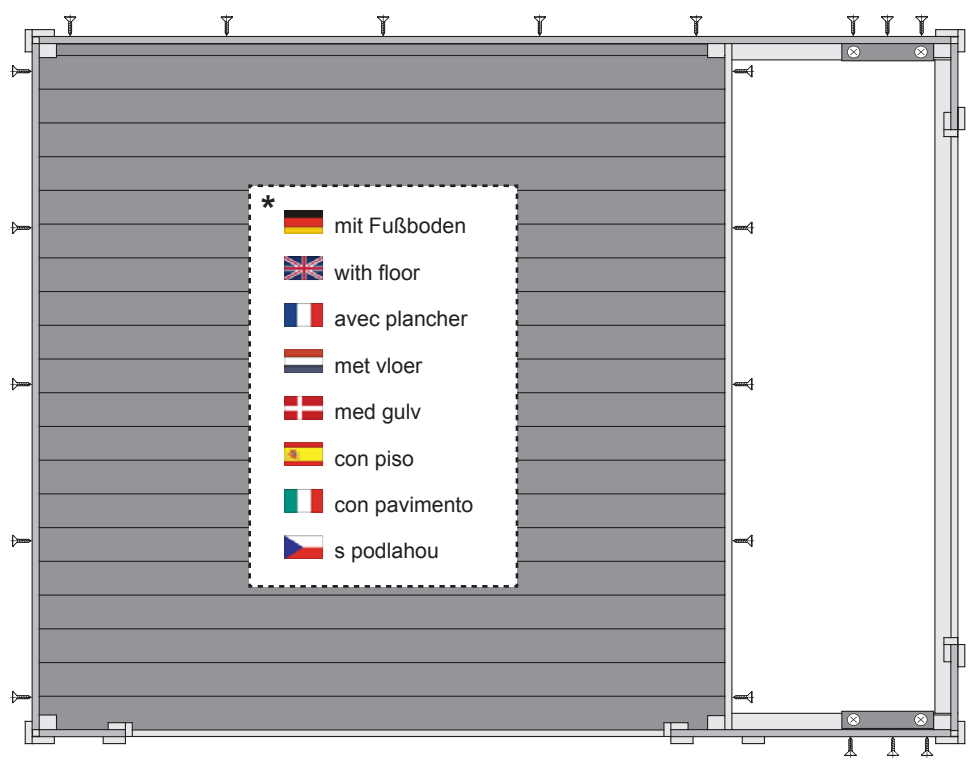 *
mit Fußboden
with floor
avec plancher
met vloer
med gulv
con piso
con pavimento
s podlahou